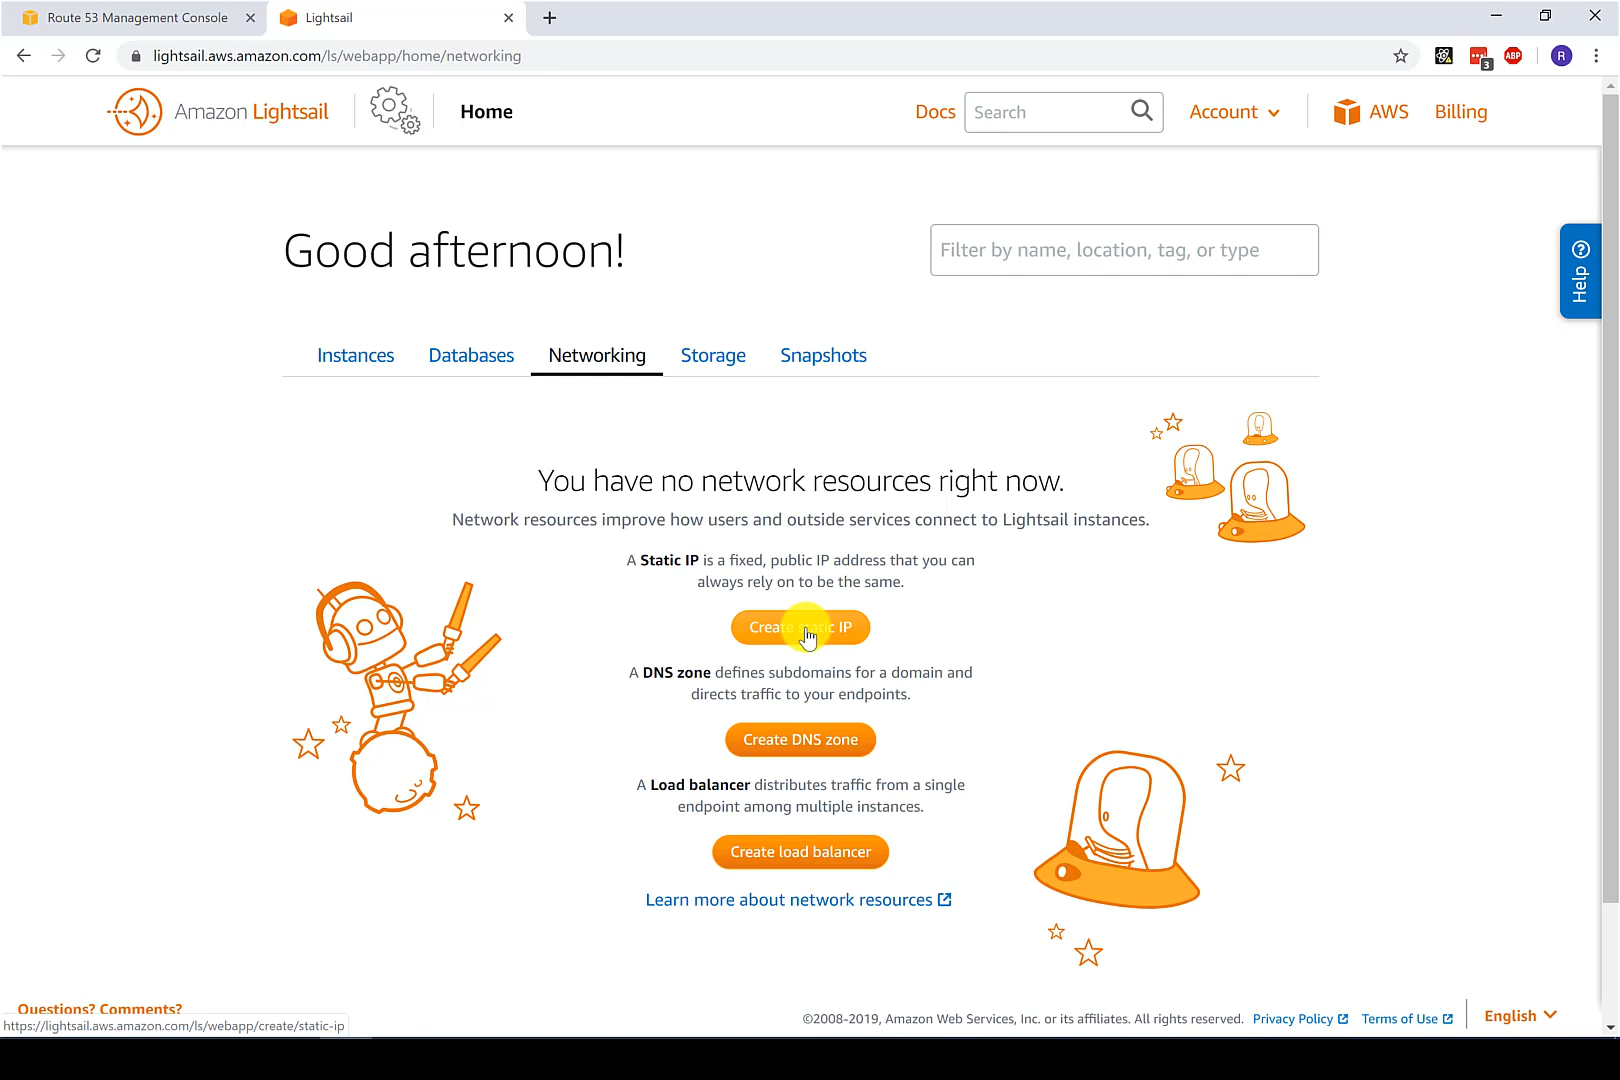 Route 53 Management Console
Lightsail
lightsail.aws.amazon.com/ls/webapp/home/networking
3
ABP
R
Amazon Lightsail
Home
Docs
Search
Account
AWS
Billing
Good afternoon!
Filter by name, location, tag, or type
Help
Instances
Databases
Networking
Storage
Snapshots
You have no network resources right now.
Network resources improve how users and outside services connect to Lightsail instances.
A Static IP is a fixed, public IP address that you can
always rely on to be the same.
Create static IP
A DNS zone defines subdomains for a domain and
directs traffic to your endpoints.
Create DNS zone
A Load balancer distributes traffic from a single
endpoint among multiple instances.
Create load balancer
Learn more about network resources
Questions? Comments?
https://lightsail.aws.amazon.com/ls/webapp/create/static-ip
©2008-2019, Amazon Web Services, Inc. or its affiliates. All rights reserved.
Privacy Policy
Terms of Use
English